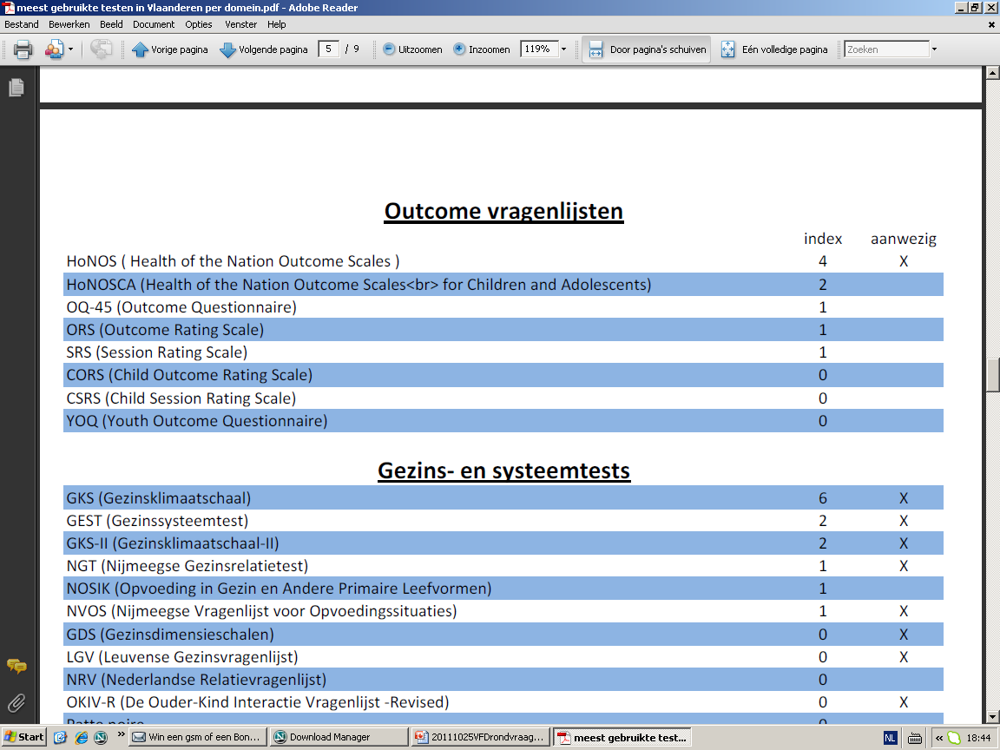 meest gebruikte testen in Vlaanderen per domein.pdf - Adobe Reader
Bestand Bewerken Beeld Document Opties Venster Help
Vorige pagina Volgende pagina 5 / 9 Uitzoomen Inzoomen 119% Door pagina's schuiven Eén volledige pagina Zoeken
Outcome vragenlijsten
index aanwezig
HoNOS ( Health of the Nation Outcome Scales ) 4 X
HoNOSCA (Health of the Nation Outcome Scales<br> for Children and Adolescents) 2
OQ-45 (Outcome Questionnaire) 1
ORS (Outcome Rating Scale) 1
SRS (Session Rating Scale) 1
CORS (Child Outcome Rating Scale) 0
CSRS (Child Session Rating Scale) 0
YOQ (Youth Outcome Questionnaire) 0
Gezins- en systeemtests
GKS (Gezinsklimaatschaal) 6 X
GEST (Gezinssysteemtest) 2 X
GKS-II (Gezinsklimaatschaal-II) 2 X
NGT (Nijmeegse Gezinsrelatietest) 1 X
NOSIK (Opvoeding in Gezin en Andere Primaire Leefvormen) 1
NVOS (Nijmeegse Vragenlijst voor Opvoedingssituaties) 1 X
GDS (Gezinsdimensieschalen) 0 X
LGV (Leuvense Gezinsvragenlijst) 0 X
NRV (Nederlandse Relatievragenlijst) 0
OKIV-R (De Ouder-Kind Interactie Vragenlijst -Revised) 0 X
Patte noire 0
Start » Win een gsm of een Bon... Download Manager 20111025VFDrondvraag... meest gebruikte test... NL « 18:44